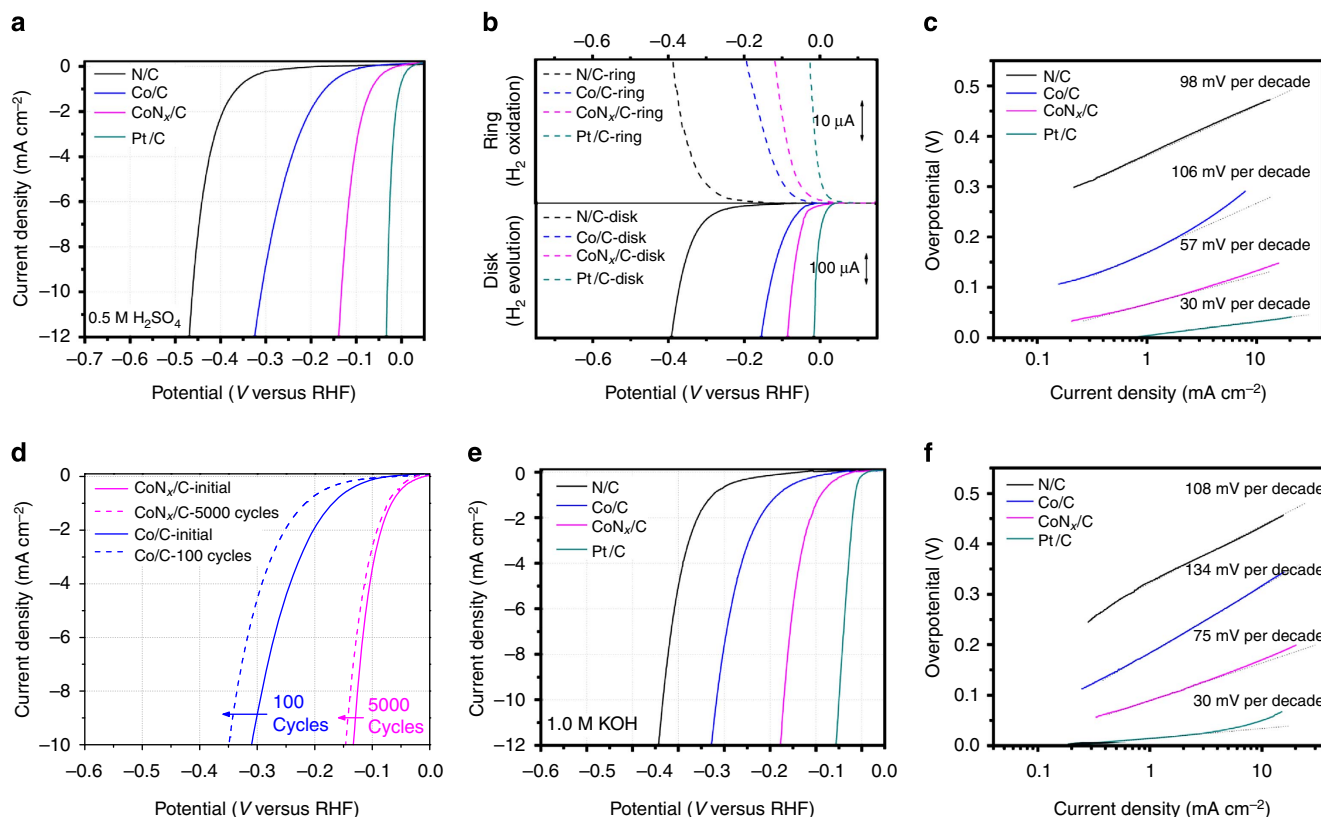 a
0
−2
−4
−6
−8
−10
−12
Current density (mA cm⁻²)
N/C
Co/C
CoNₓ/C
Pt/C
0.5 M H₂SO₄
−0.7 −0.6 −0.5 −0.4 −0.3 −0.2 −0.1 0.0
Potential (V versus RHF)
b
−0.6 −0.4 −0.2 0.0
Ring
(H₂ oxidation)
N/C-ring
Co/C-ring
CoNₓ/C-ring
Pt/C-ring
10 µA
Disk
(H₂ evolution)
N/C-disk
Co/C-disk
CoNₓ/C-disk
Pt/C-disk
100 µA
−0.6 −0.4 −0.2 0.0
Potential (V versus RHF)
c
0.5
0.4
0.3
0.2
0.1
0.0
Overpotenital (V)
N/C
Co/C
CoNₓ/C
Pt/C
98 mV per decade
106 mV per decade
57 mV per decade
30 mV per decade
0.1 1 10
Current density (mA cm⁻²)
d
0
−2
−4
−6
−8
−10
Current density (mA cm⁻²)
CoNₓ/C-initial
CoNₓ/C-5000 cycles
Co/C-initial
Co/C-100 cycles
100
Cycles
5000
Cycles
−0.6 −0.5 −0.4 −0.3 −0.2 −0.1 0.0
Potential (V versus RHF)
e
0
−2
−4
−6
−8
−10
−12
Current density (mA cm⁻²)
N/C
Co/C
CoNₓ/C
Pt/C
1.0 M KOH
−0.6 −0.5 −0.4 −0.3 −0.4 −0.3 −0.2 −0.1 0.0
Potential (V versus RHF)
f
0.5
0.4
0.3
0.2
0.1
0.0
Overpotenital (V)
N/C
Co/C
CoNₓ/C
Pt/C
108 mV per decade
134 mV per decade
75 mV per decade
30 mV per decade
0.1 1 10
Current density (mA cm⁻²)